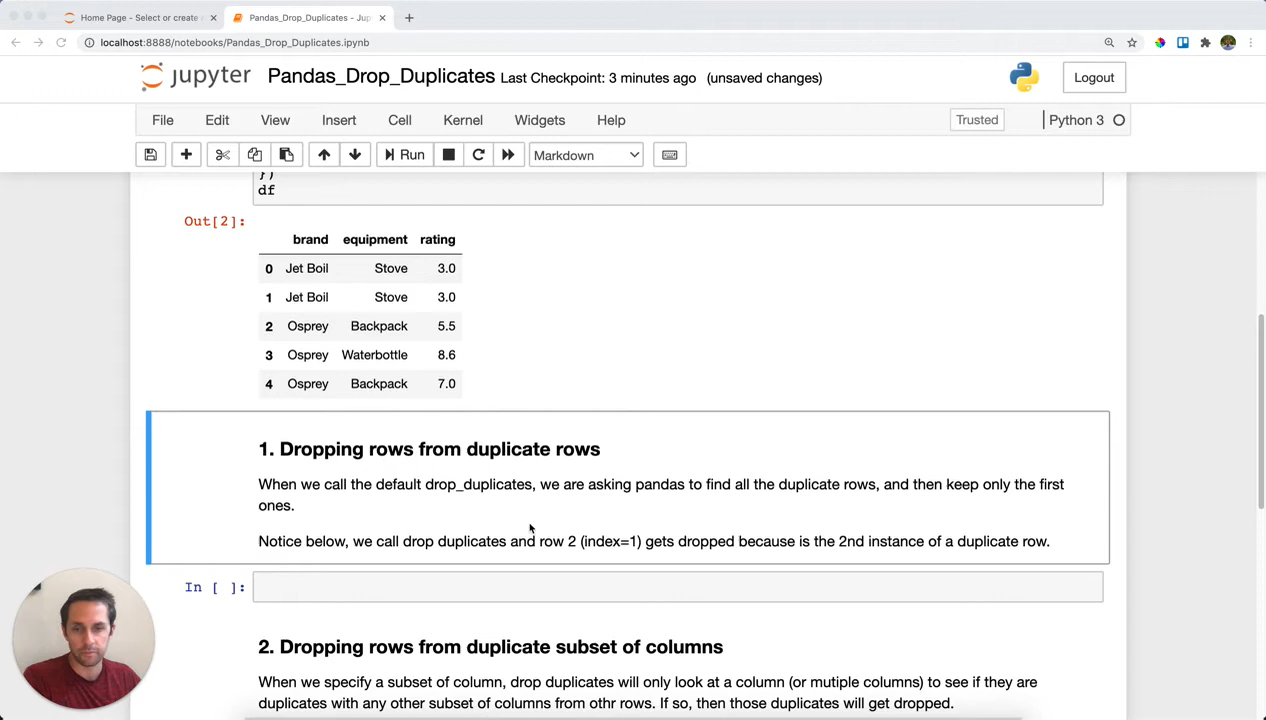 Home Page - Select or create
Pandas_Drop_Duplicates - Jup
localhost:8888/notebooks/Pandas_Drop_Duplicates.ipynb
jupyter Pandas_Drop_Duplicates Last Checkpoint: 3 minutes ago (unsaved changes)
Logout
File Edit View Insert Cell Kernel Widgets Help
Trusted
Python 3
Run
Markdown
})
df
Out[2]:
brand equipment rating
0 Jet Boil Stove 3.0
1 Jet Boil Stove 3.0
2 Osprey Backpack 5.5
3 Osprey Waterbottle 8.6
4 Osprey Backpack 7.0
1. Dropping rows from duplicate rows
When we call the default drop_duplicates, we are asking pandas to find all the duplicate rows, and then keep only the first
ones.
Notice below, we call drop duplicates and row 2 (index=1) gets dropped because is the 2nd instance of a duplicate row.
In [ ]:
2. Dropping rows from duplicate subset of columns
When we specify a subset of column, drop duplicates will only look at a column (or mutiple columns) to see if they are
duplicates with any other subset of columns from othr rows. If so, then those duplicates will get dropped.